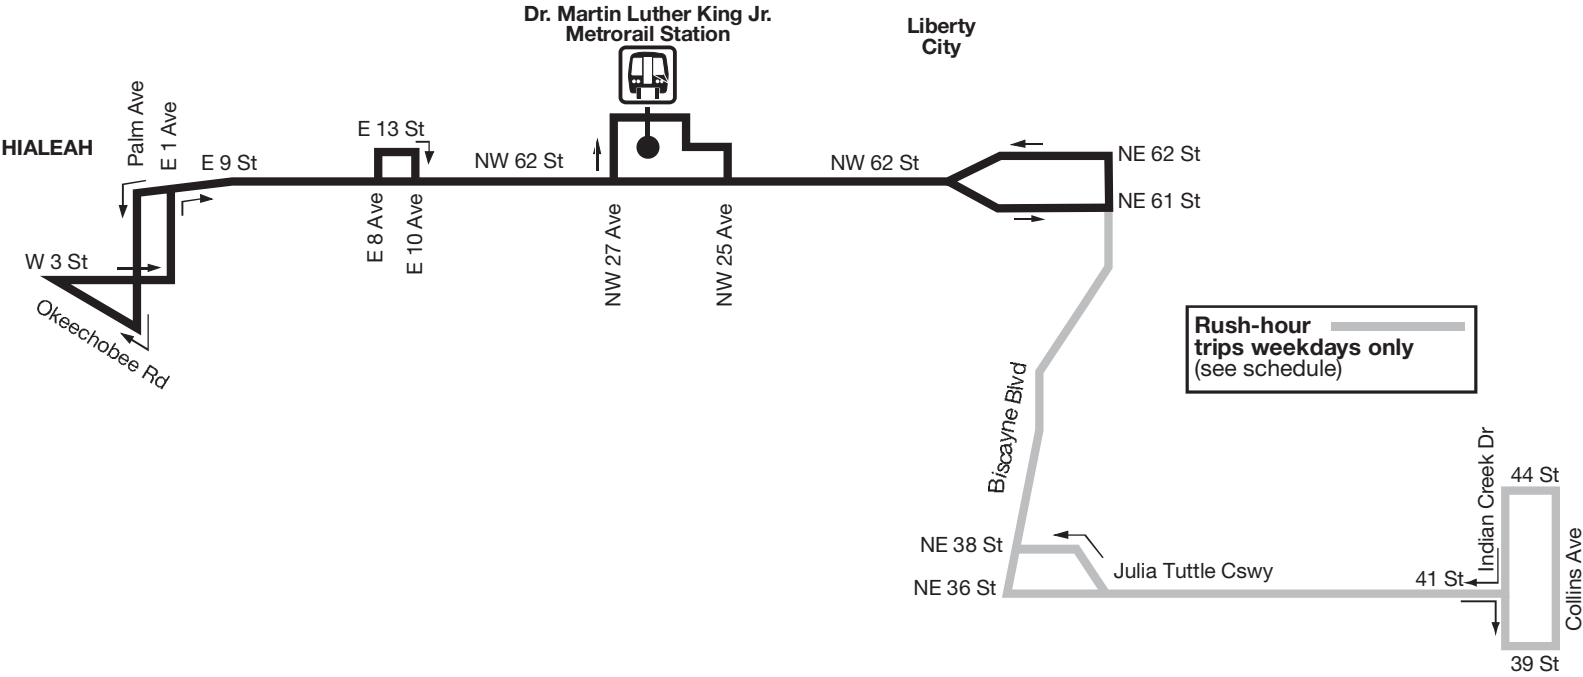 Dr. Martin Luther King Jr.
Metrorail Station
Liberty
City
HIALEAH
Palm Ave
E 1 Ave
E 9 St
E 13 St
NW 62 St
NW 62 St
NE 62 St
NE 61 St
E 8 Ave
E 10 Ave
NW 27 Ave
NW 25 Ave
W 3 St
Okeechobee Rd
Rush-hour
trips weekdays only
(see schedule)
Biscayne Blvd
NE 38 St
NE 36 St
Julia Tuttle Cswy
41 St
Indian Creek Dr
44 St
Collins Ave
39 St